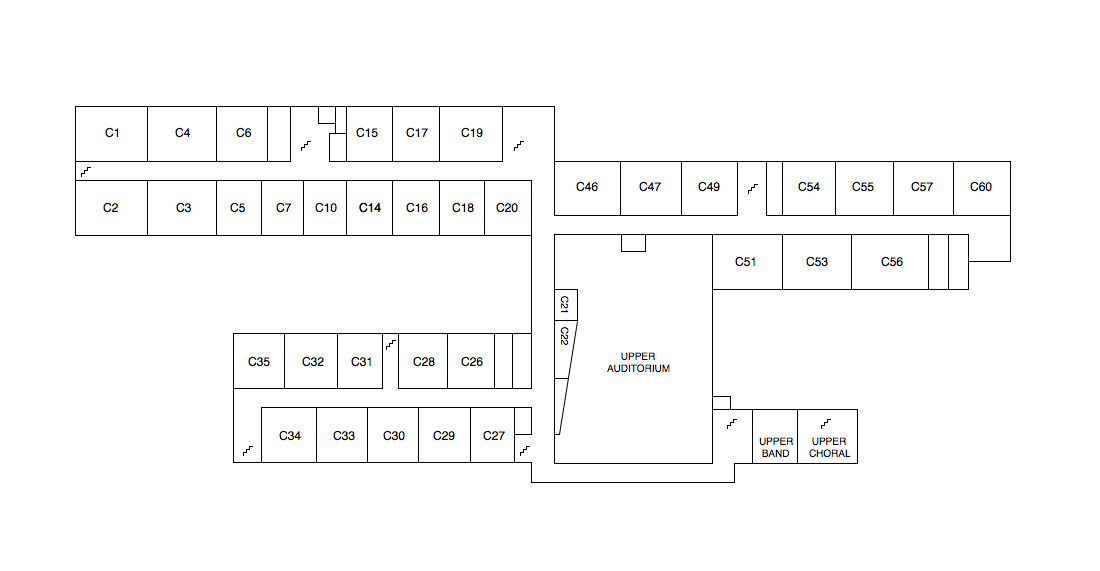 C1
C4
C6
C15
C17
C19
C46
C47
C49
C54
C55
C57
C60
C2
C3
C5
C7
C10
C14
C16
C18
C20
C51
C53
C56
C21
C22
C35
C32
C31
C28
C26
UPPER
AUDITORIUM
C34
C33
C30
C29
C27
UPPER
BAND
UPPER
CHORAL